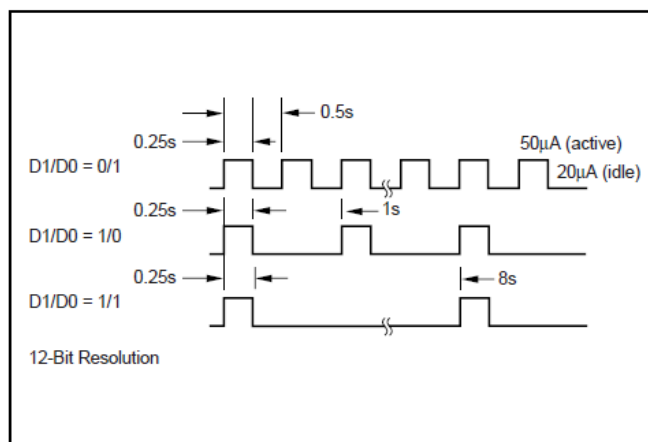 0.5s
0.25s
50µA (active)
D1/D0 = 0/1
20µA (idle)
0.25s
1s
D1/D0 = 1/0
0.25s
8s
D1/D0 = 1/1
12-Bit Resolution